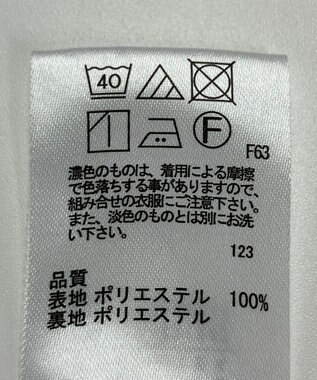 40
F
F63
濃色のものは、着用による摩擦
で色落ちする事がありますので、
組み合せの衣服にご注意下さい。
また、淡色のものとは別にお洗
い下さい。
123
品質
表地 ポリエステル 100%
裏地 ポリエステル